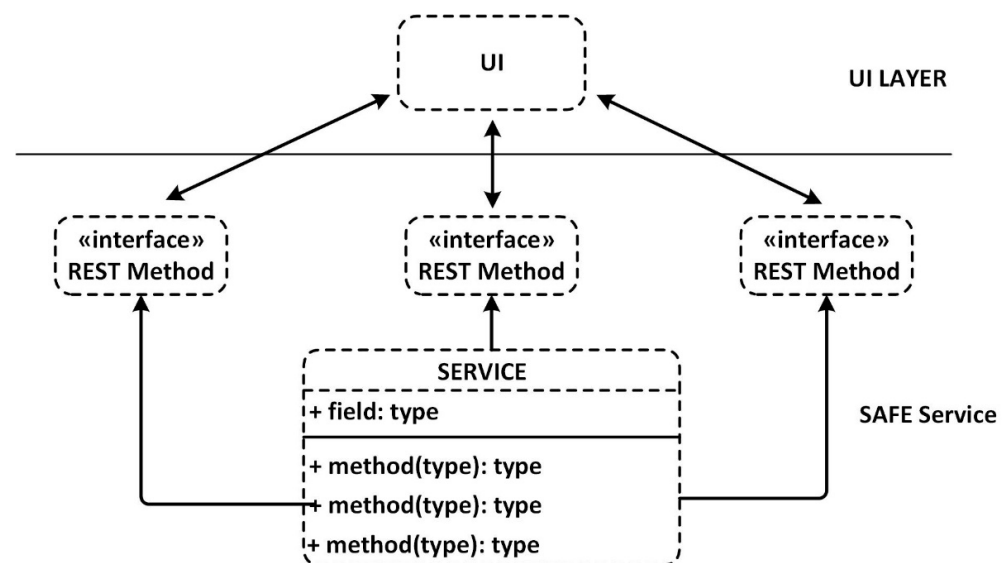 UI
UI LAYER
«interface»
REST Method
«interface»
REST Method
«interface»
REST Method
SERVICE
+ field: type
SAFE Service
+ method(type): type
+ method(type): type
+ method(type): type